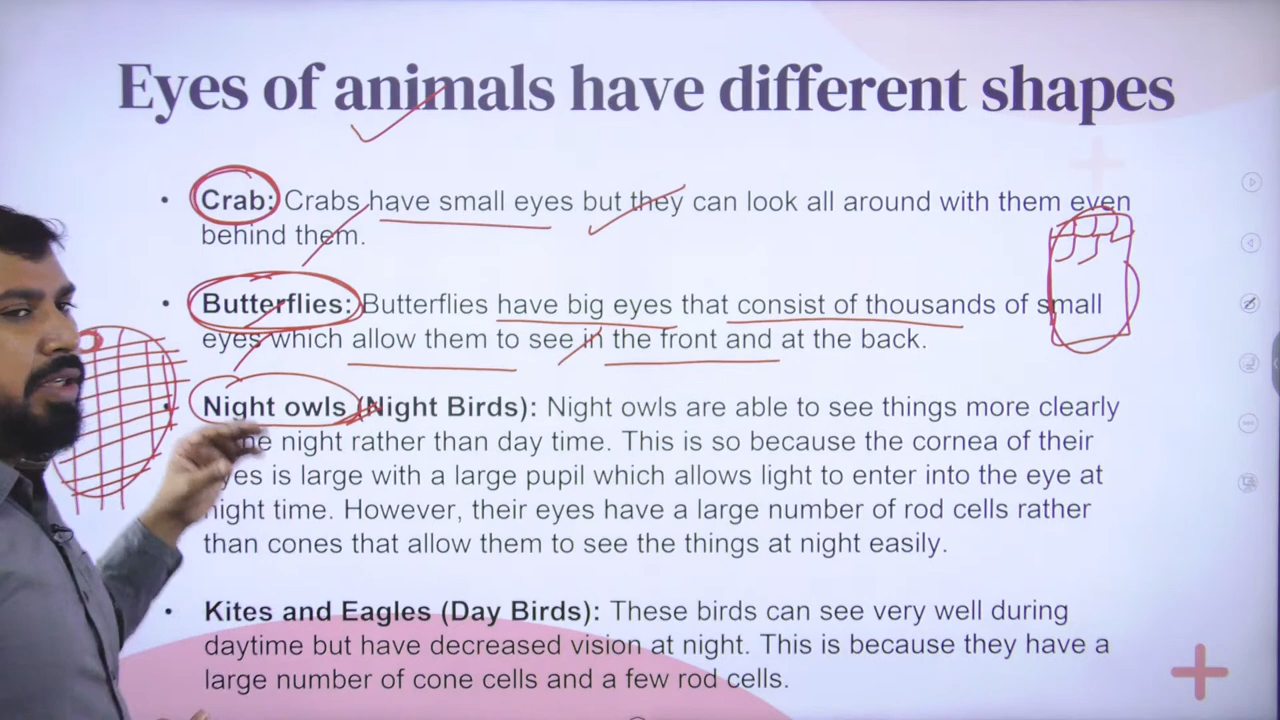 Eyes of animals have different shapes
• Crab: Crabs have small eyes but they can look all around with them even
behind them.
• Butterflies: Butterflies have big eyes that consist of thousands of small
eyes which allow them to see in the front and at the back.
• Night owls (Night Birds): Night owls are able to see things more clearly
night rather than day time. This is so because the cornea of their
eyes is large with a large pupil which allows light to enter into the eye at
night time. However, their eyes have a large number of rod cells rather
than cones that allow them to see the things at night easily.
• Kites and Eagles (Day Birds): These birds can see very well during
daytime but have decreased vision at night. This is because they have a
large number of cone cells and a few rod cells.